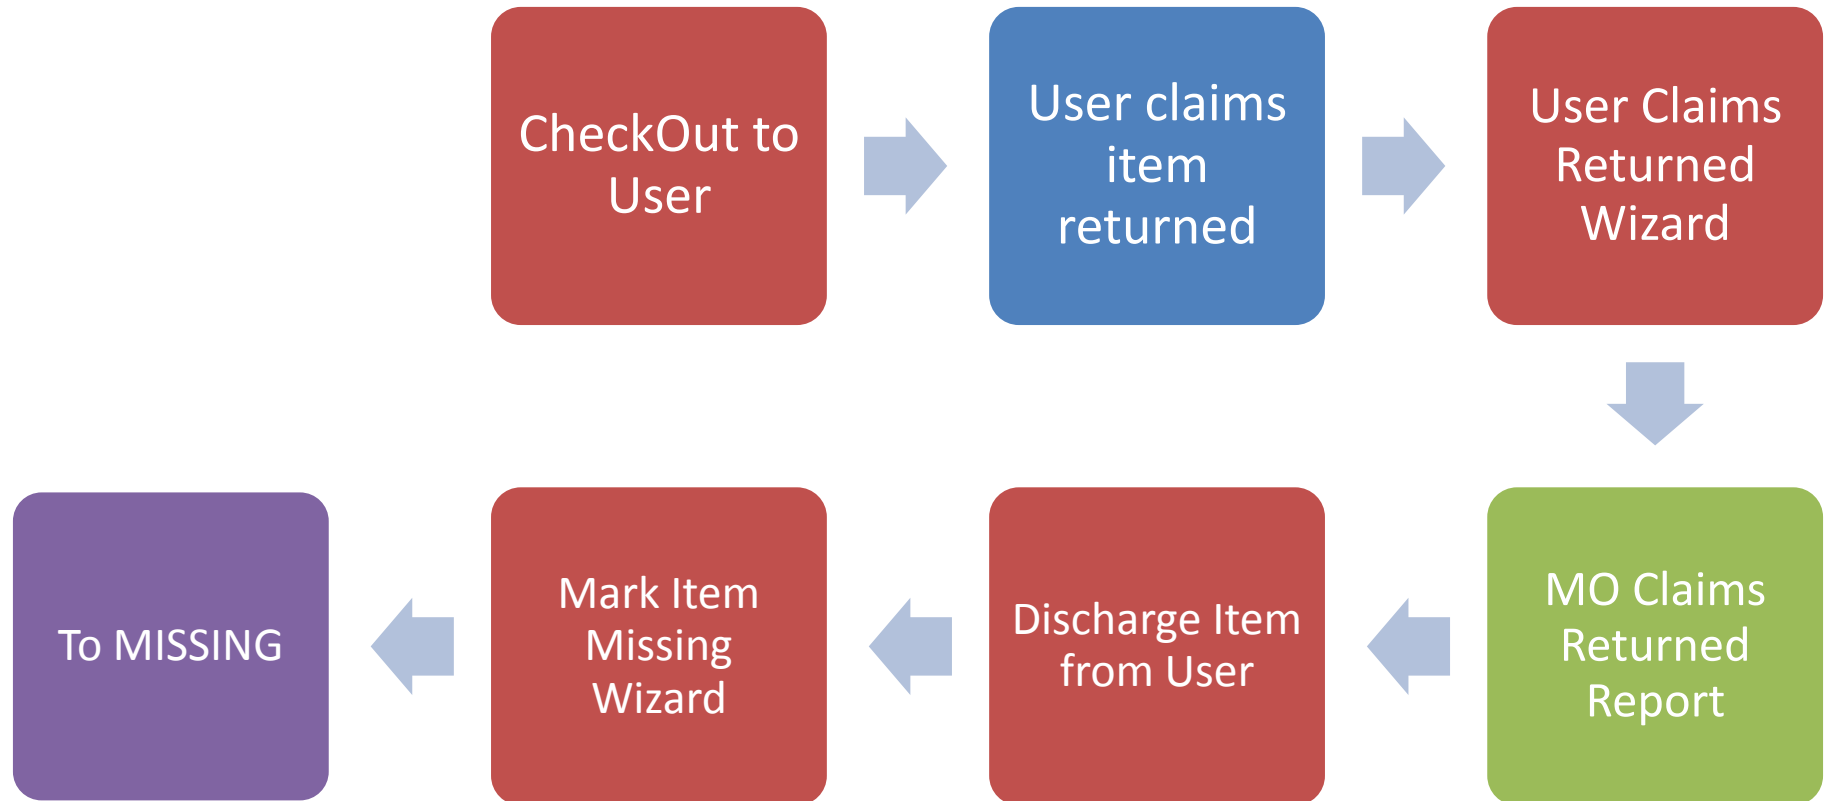 CheckOut to
User
User claims
item
returned
User Claims
Returned
Wizard
MO Claims
Returned
Report
Discharge Item
from User
Mark Item
Missing
Wizard
To MISSING